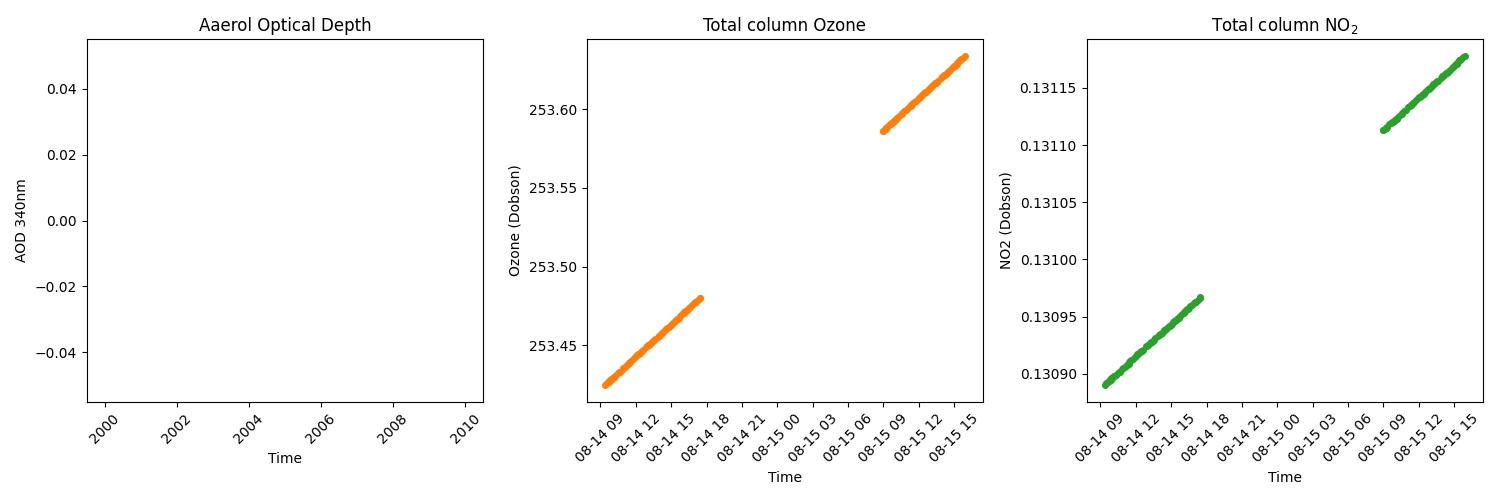 Aaerol Optical Depth
AOD 340nm
0.04
0.02
0.00
−0.02
−0.04
2000 2002 2004 2006 2008 2010
Time
Total column Ozone
Ozone (Dobson)
253.60
253.55
253.50
253.45
08-14 09 08-14 12 08-14 15 08-14 18 08-14 21 08-15 00 08-15 03 08-15 06 08-15 09 08-15 12 08-15 15
Time
Total column NO₂
NO2 (Dobson)
0.13115
0.13110
0.13105
0.13100
0.13095
0.13090
08-14 09 08-14 12 08-14 15 08-14 18 08-14 21 08-15 00 08-15 03 08-15 06 08-15 09 08-15 12 08-15 15
Time